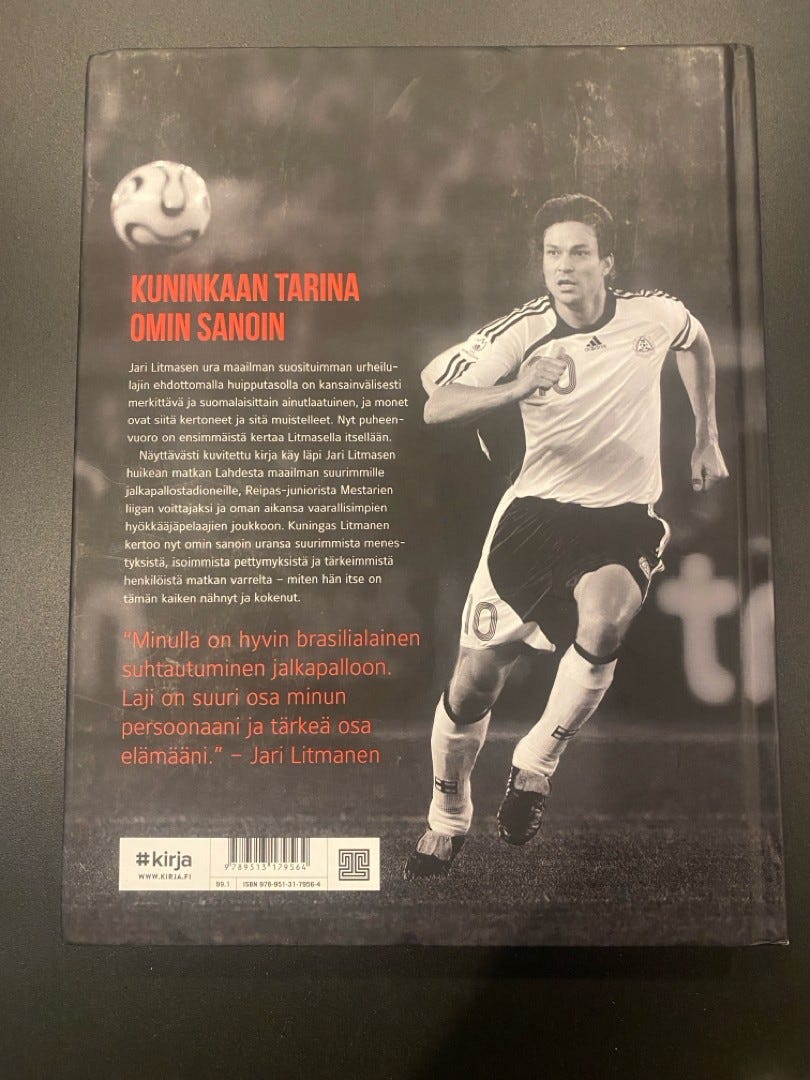 KUNINKAAN TARINA
OMIN SANOIN
Jari Litmasen ura maailman suosituimman urheilu-
lajin ehdottomalla huipputasolla on kansainvälisesti
merkittävä ja suomalaisittain ainutlaatuinen, ja monet
ovat siitä kertoneet ja sitä muistelleet. Nyt puheen-
vuoro on ensimmäistä kertaa Litmasella itsellään.
Näyttävästi kuvitettu kirja käy läpi Jari Litmasen
huikean matkan Lahdesta maailman suurimmille
jalkapallostadioneille, Reipas-juniorista Mestarien
liigan voittajaksi ja oman aikansa vaarallisimpien
hyökkääjäpelaajien joukkoon. Kuningas Litmanen
kertoo nyt omin sanoin uransa suurimmista menes-
tyksistä, isoimmista pettymyksistä ja tärkeimmistä
henkilöistä matkan varrelta – miten hän itse on
tämän kaiken nähnyt ja kokenut.
"Minulla on hyvin brasilialainen
suhtautuminen jalkapalloon.
Laji on suuri osa minun
persoonaani ja tärkeä osa
elämääni." – Jari Litmanen
adidas
10
10
#kirja
WWW.KIRJA.FI
9789513179564
99.1
ISBN 978-951-31-7956-4